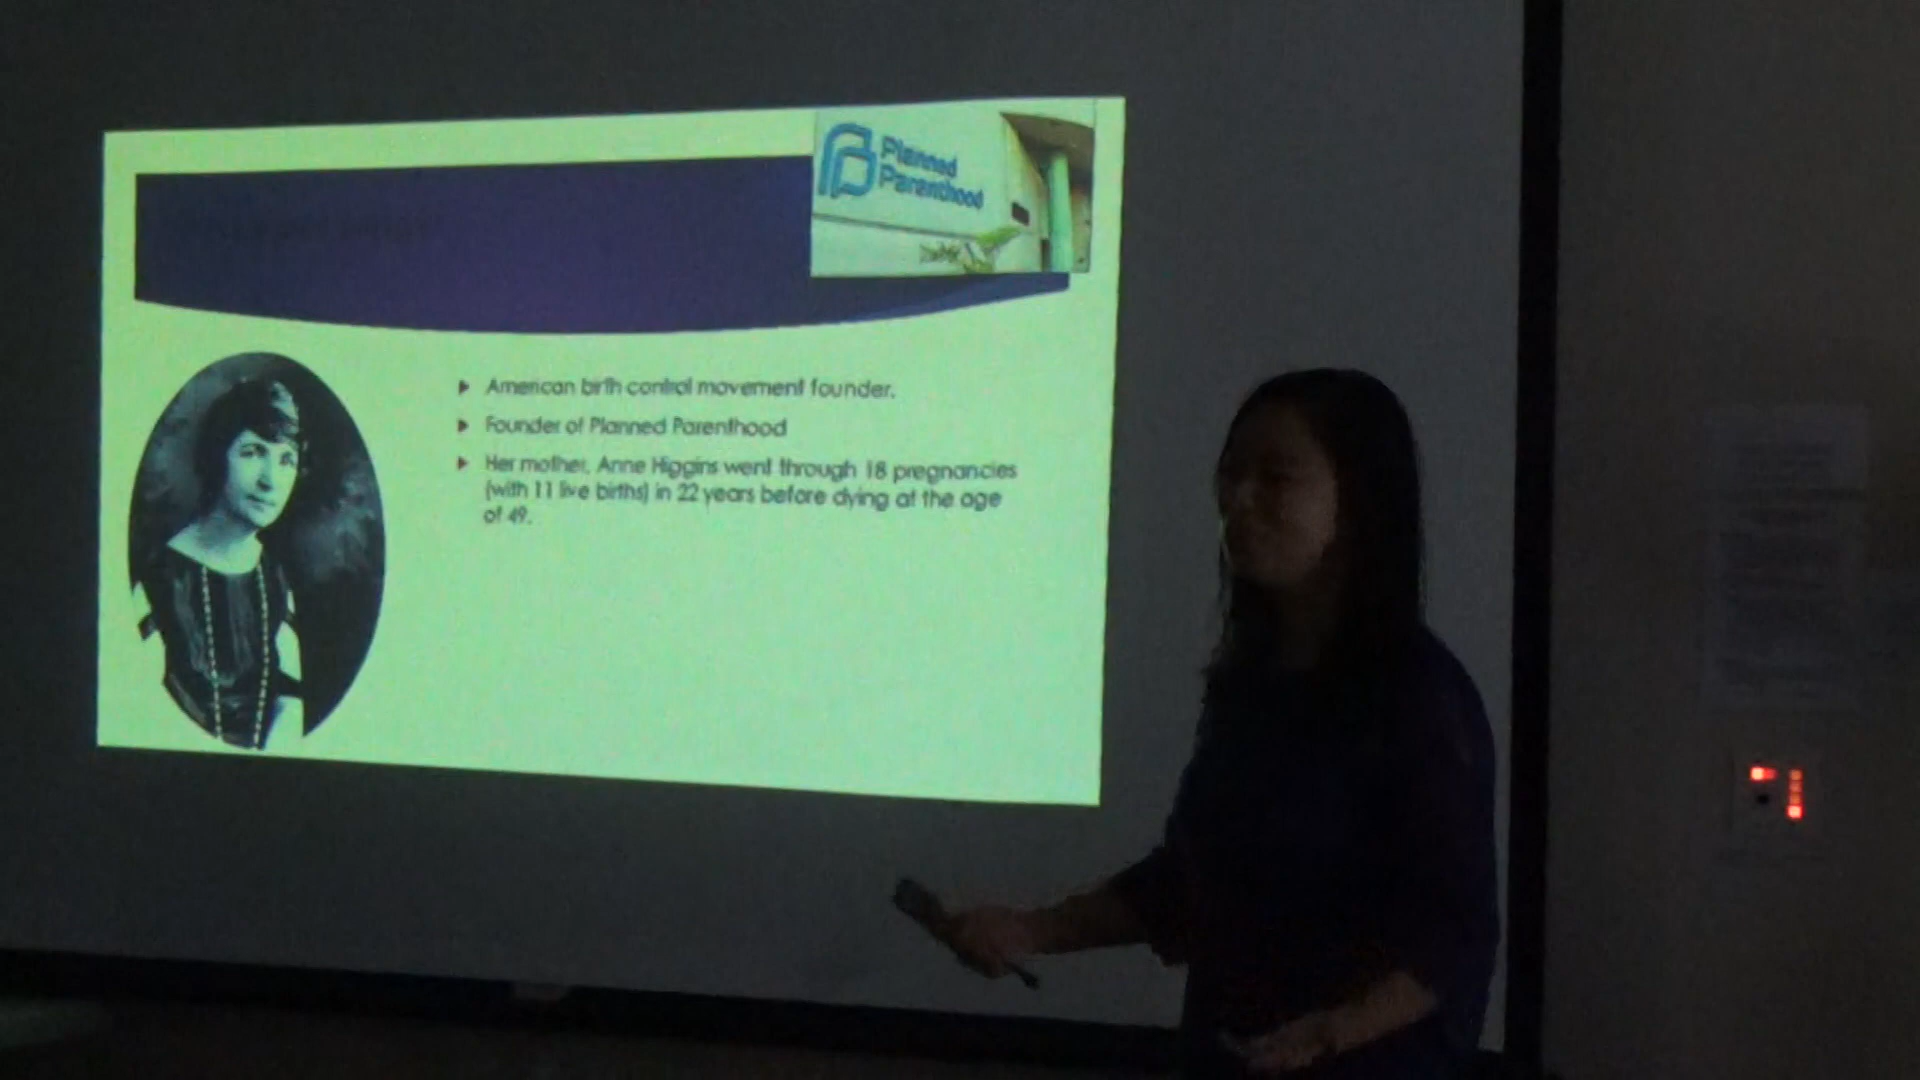 Planned
Parenthood
American birth control movement founder.
Founder of Planned Parenthood
Her mother, Anne Higgins went through 18 pregnancies
(with 11 live births) in 22 years before dying at the age
of 49.